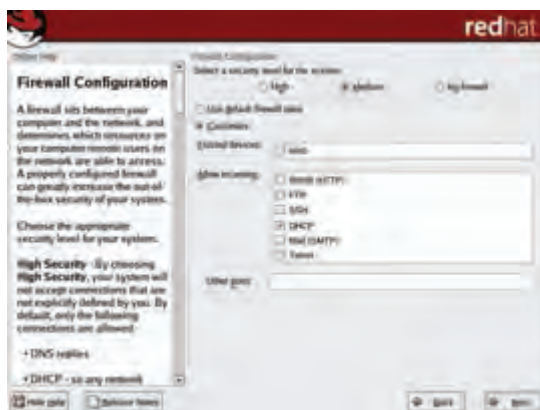 redhat
Online Help
Firewall Configuration
A firewall sits between your
computer and the network, and
determines which resources on
your computer remote users on
the network are able to access.
A properly configured firewall
can greatly increase the out-of-
the-box security of your system.
Choose the appropriate
security level for your system.
High Security - By choosing
High Security, your system will
not accept connections that are
not explicitly defined by you. By
default, only the following
connections are allowed:
• DNS replies
• DHCP - so any network
Firewall Configuration
Select a security level for the system:
High
Medium
No firewall
Use default firewall rules
Customize
Trusted devices:
eth0
Allow incoming:
WWW (HTTP)
FTP
SSH
DHCP
Mail (SMTP)
Telnet
Other ports:
Hide Help
Release Notes
Back
Next